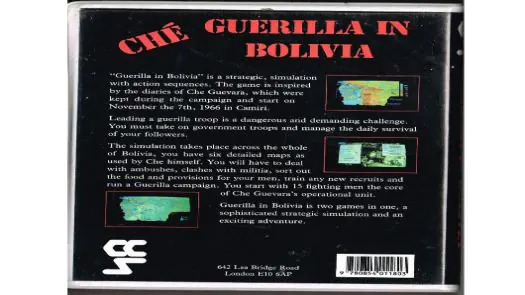 CHÉ
GUERILLA IN
BOLIVIA
"Guerilla in Bolivia" is a strategic, simulation
with action sequences. The game is inspired
by the diaries of Che Guevara, which were
kept during the campaign and start on
November the 7th, 1966 in Camiri.
Leading a guerilla troop is a dangerous and demanding challenge.
You must take on government troops and manage the daily survival
of your followers.
The simulation takes place across the whole
of Bolivia, you have six detailed maps as
used by Che himself. You will have to deal
with ambushes, clashes with militia, sort out
the food and provisions for your men, train any new recruits and
run a Guerilla campaign. You start with 15 fighting men the core
of Che Guevara's operational unit.
Guerilla in Bolivia is two games in one, a
sophisticated strategic simulation and an
exciting adventure.
642 Lea Bridge Road
London E10 6AP
9 780854 011803